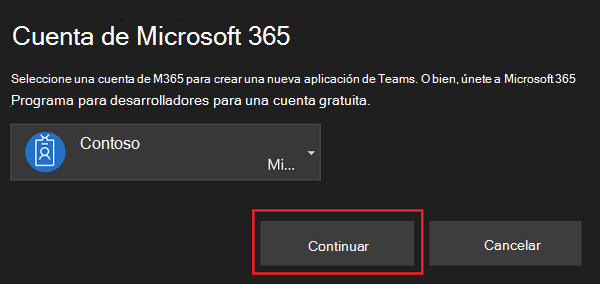 Cuenta de Microsoft 365
Seleccione una cuenta de M365 para crear una nueva aplicación de Teams. O bien, únete a Microsoft 365
Programa para desarrolladores para una cuenta gratuita.
Contoso
Mi...
Continuar
Cancelar